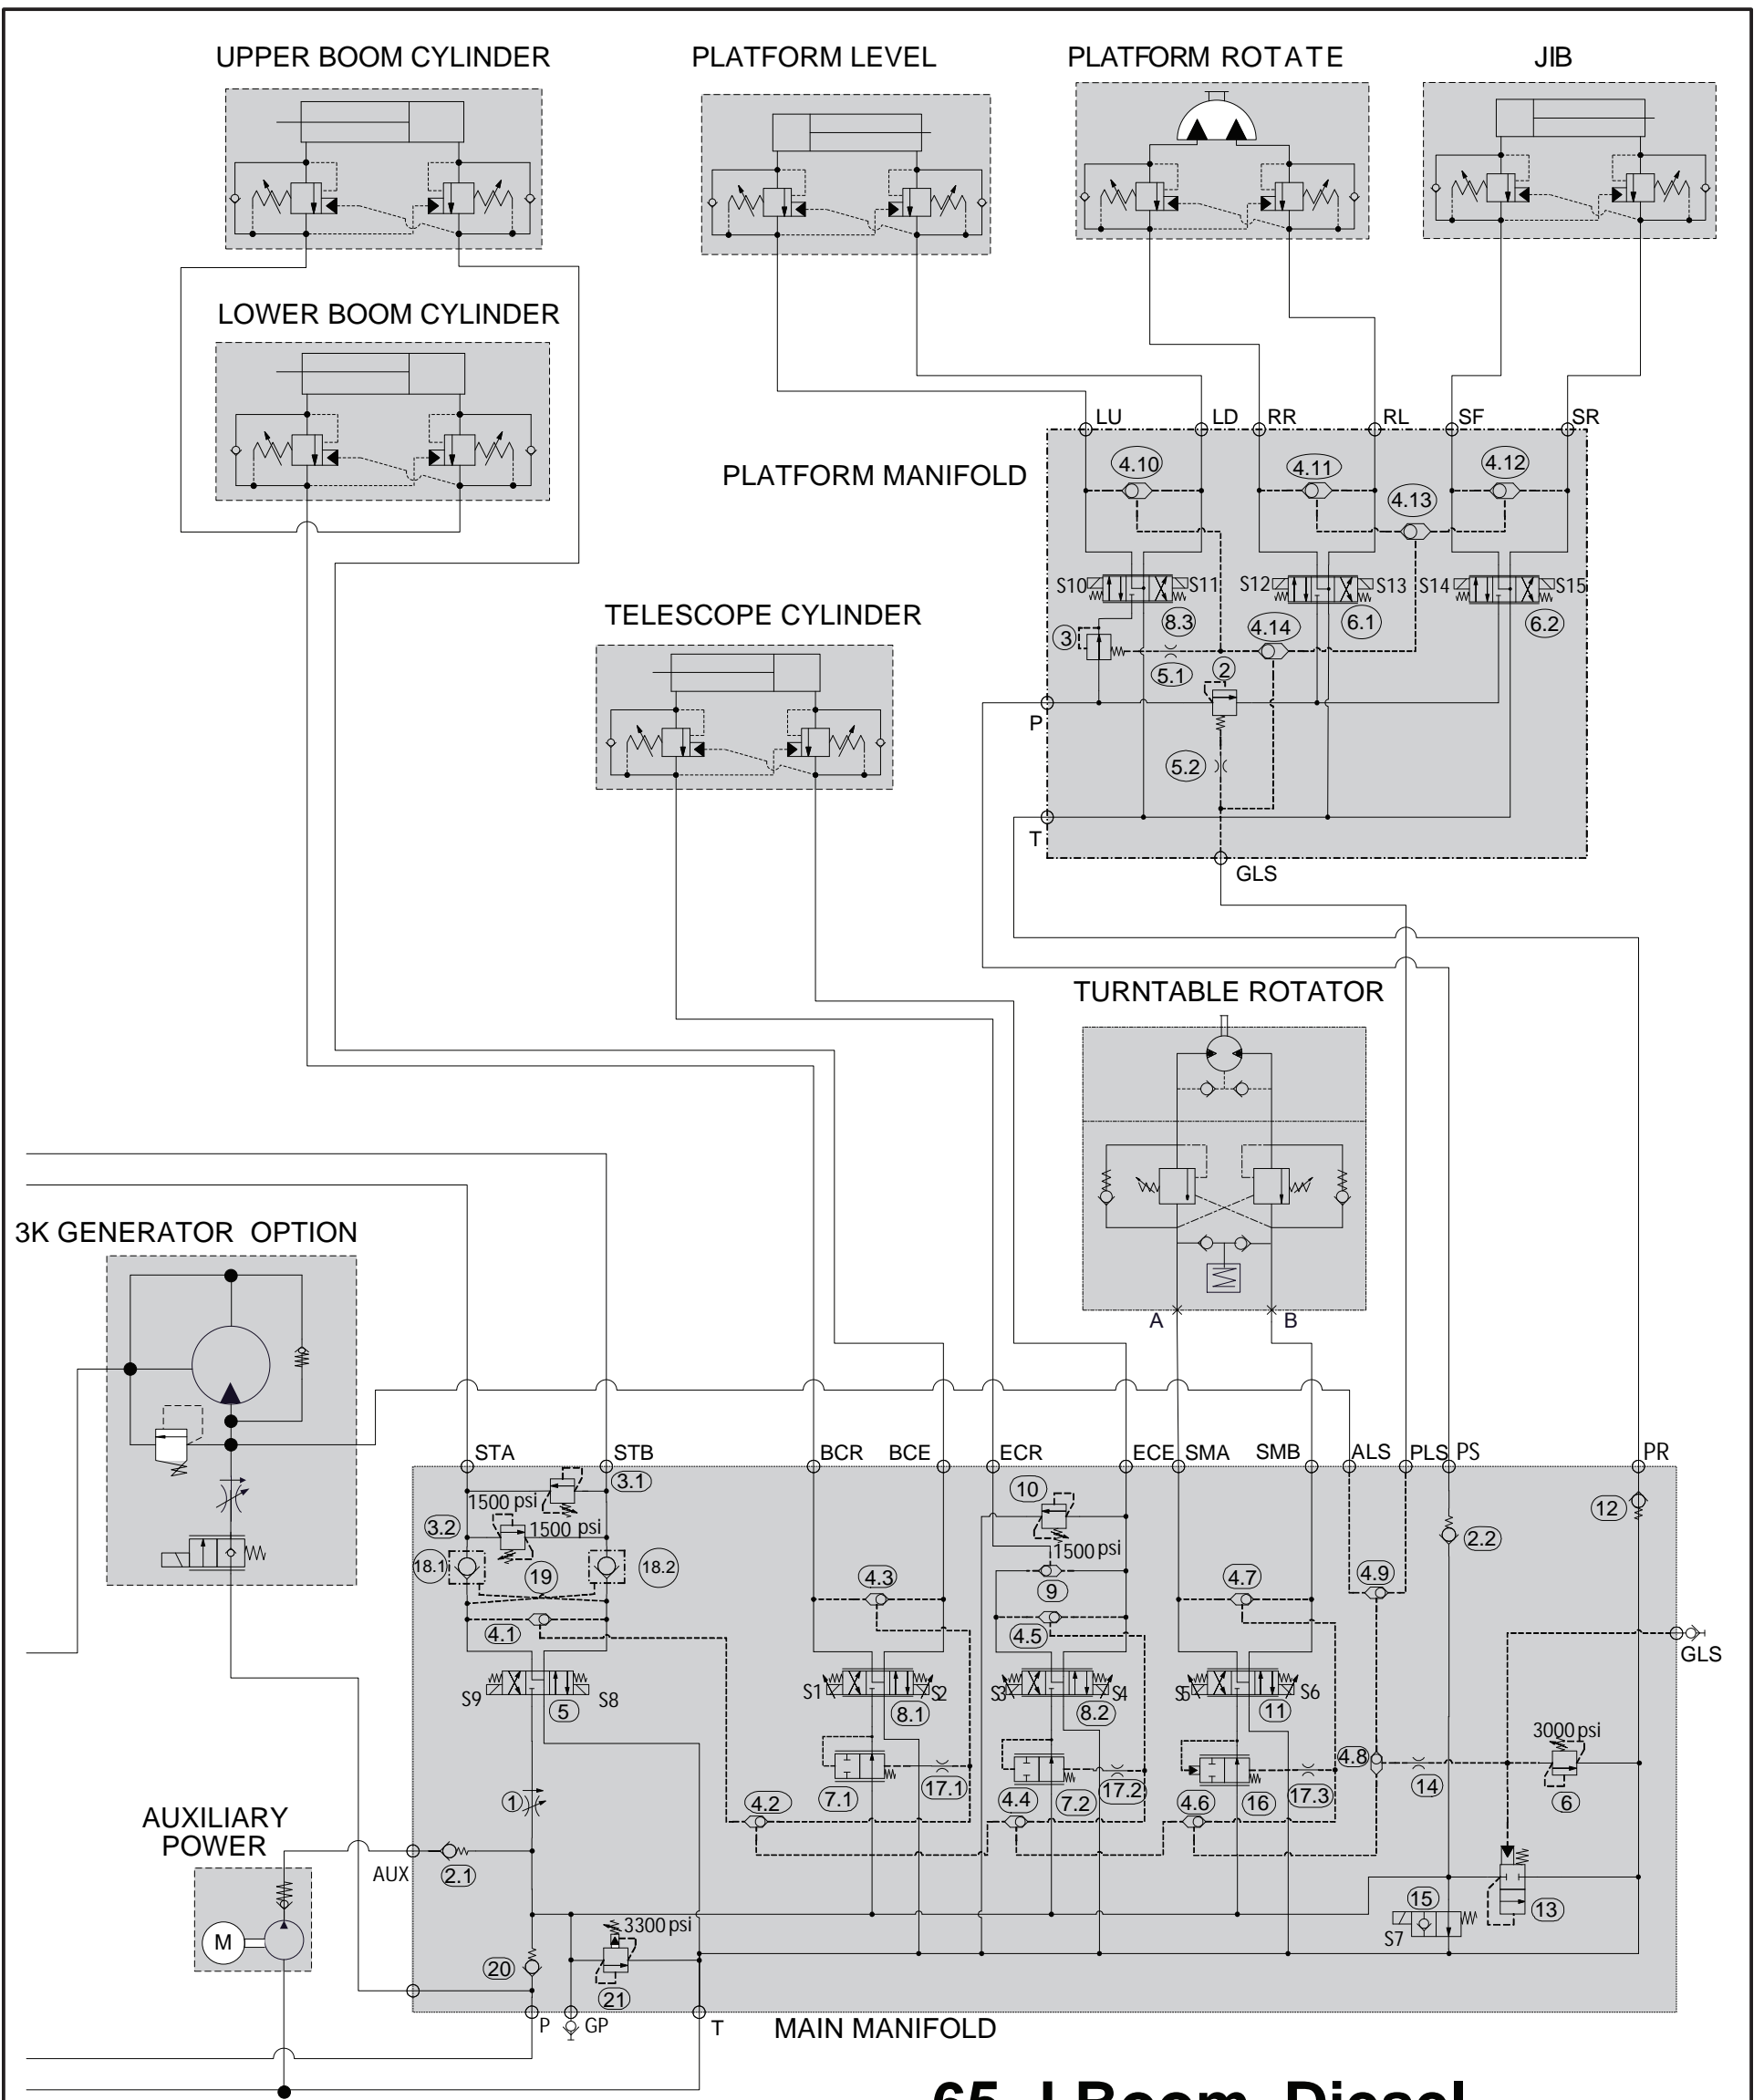 UPPER BOOM CYLINDER
PLATFORM LEVEL
PLATFORM ROTATE
JIB
LOWER BOOM CYLINDER
LU
LD
RR
RL
SF
SR
PLATFORM MANIFOLD
4.10
4.11
4.12
4.13
S10
S11
S12
S13
S14
S15
TELESCOPE CYLINDER
8.3
6.1
6.2
3
4.14
5.1
2
P
5.2
T
GLS
TURNTABLE ROTATOR
3K GENERATOR OPTION
A
B
STA
STB
BCR
BCE
ECR
ECE
SMA
SMB
ALS
PLS
PS
PR
3.1
1500 psi
10
12
3.2
1500 psi
2.2
1500 psi
18.1
19
18.2
4.3
9
4.7
4.9
4.1
4.5
GLS
S9
S8
5
S1
S2
8.1
S3
S4
8.2
S5
S6
11
3000 psi
4.8
14
6
1
7.1
17.1
7.2
17.2
16
17.3
4.2
4.4
4.6
AUXILIARY
POWER
AUX
2.1
15
13
S7
3300 psi
M
20
21
P
GP
T
MAIN MANIFOLD